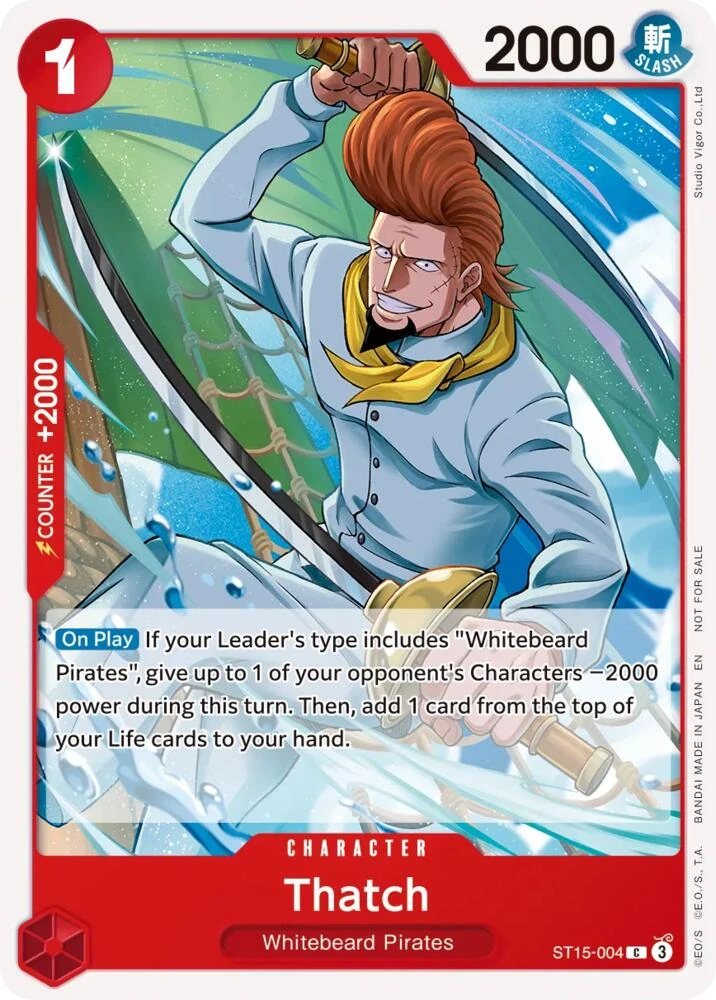 1
2000
斬
SLASH
Studio Vigor Co.,Ltd
COUNTER +2000
On Play If your Leader's type includes "Whitebeard
Pirates", give up to 1 of your opponent's Characters −2000
power during this turn. Then, add 1 card from the top of
your Life cards to your hand.
©E.O/S ©E.O./S., T.A. BANDAI MADE IN JAPAN EN NOT FOR SALE
CHARACTER
Thatch
Whitebeard Pirates
ST15-004 C 3